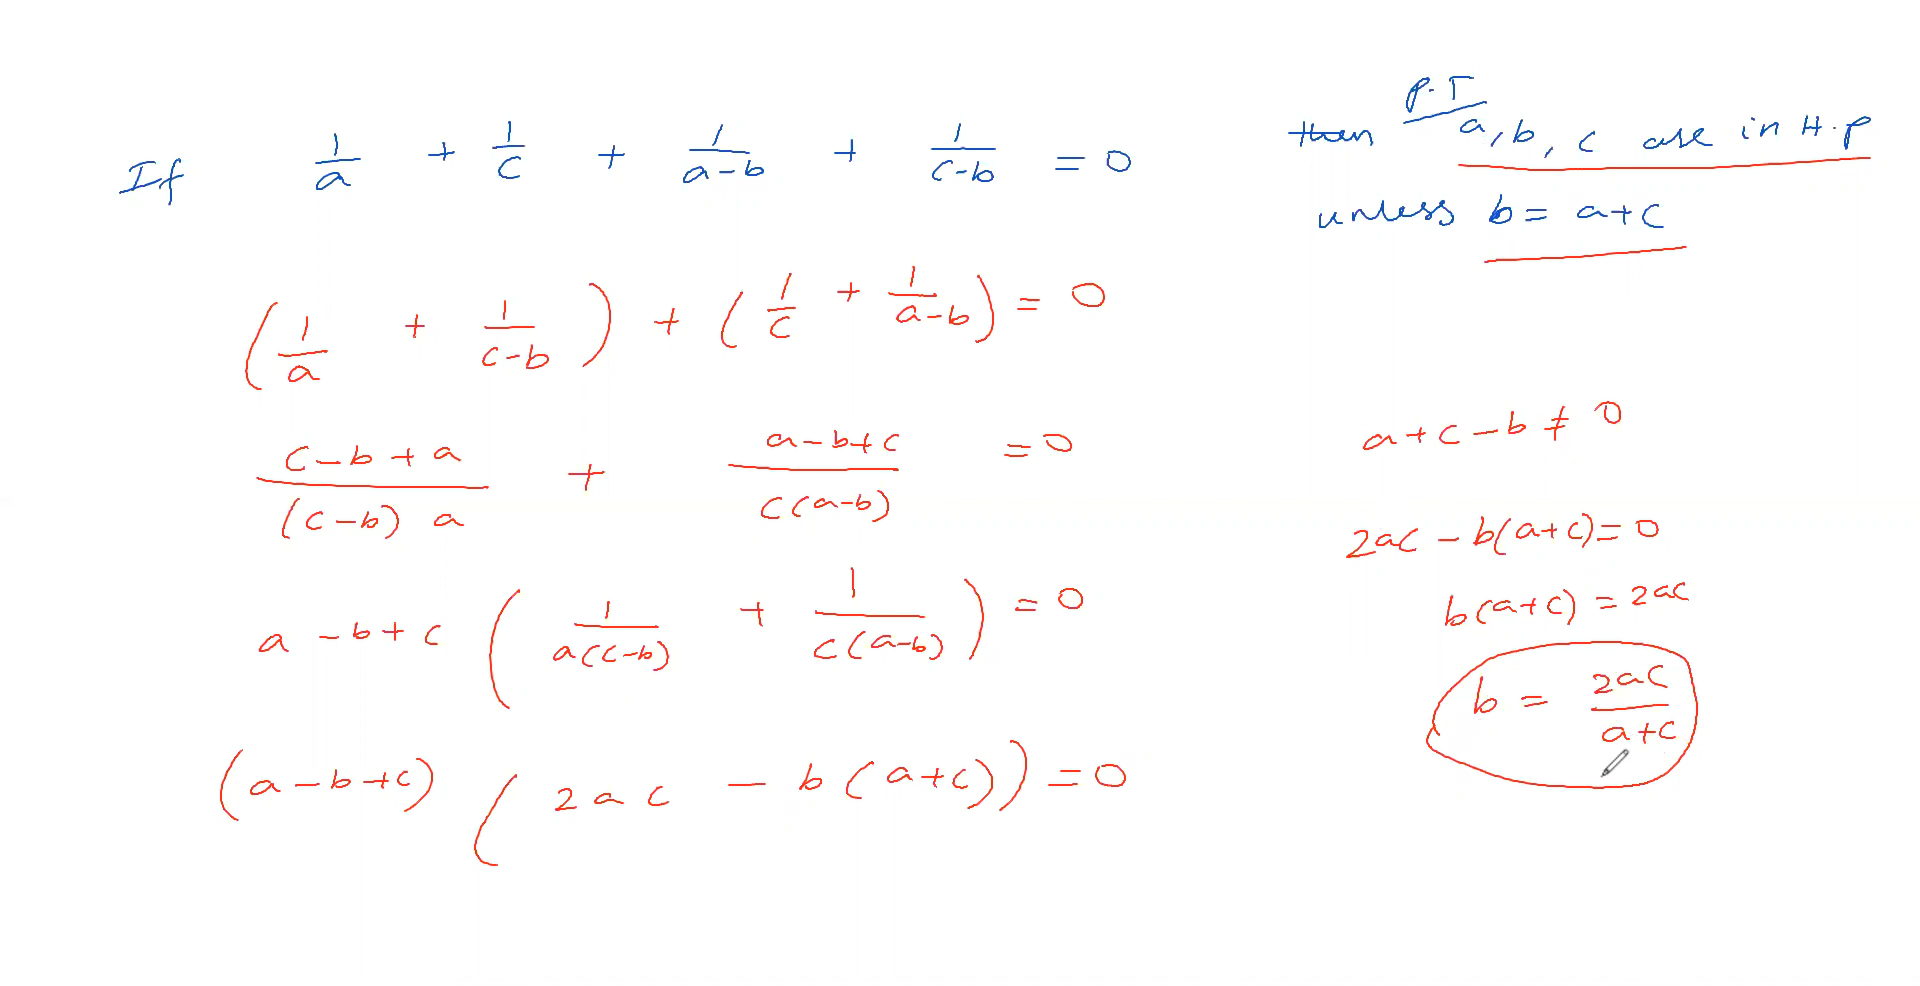 If 1/a + 1/c + 1/(a-b) + 1/(c-b) = 0
then P.T a, b, c are in H.P
unless b = a+c
(1/a + 1/(c-b)) + (1/c + 1/(a-b)) = 0
(c-b+a)/((c-b) a) + (a-b+c)/(c(a-b)) = 0
a-b+c (1/(a(c-b)) + 1/(c(a-b))) = 0
(a-b+c) (2ac - b(a+c)) = 0
a+c-b ≠ 0
2ac - b(a+c) = 0
b(a+c) = 2ac
b = 2ac/(a+c)